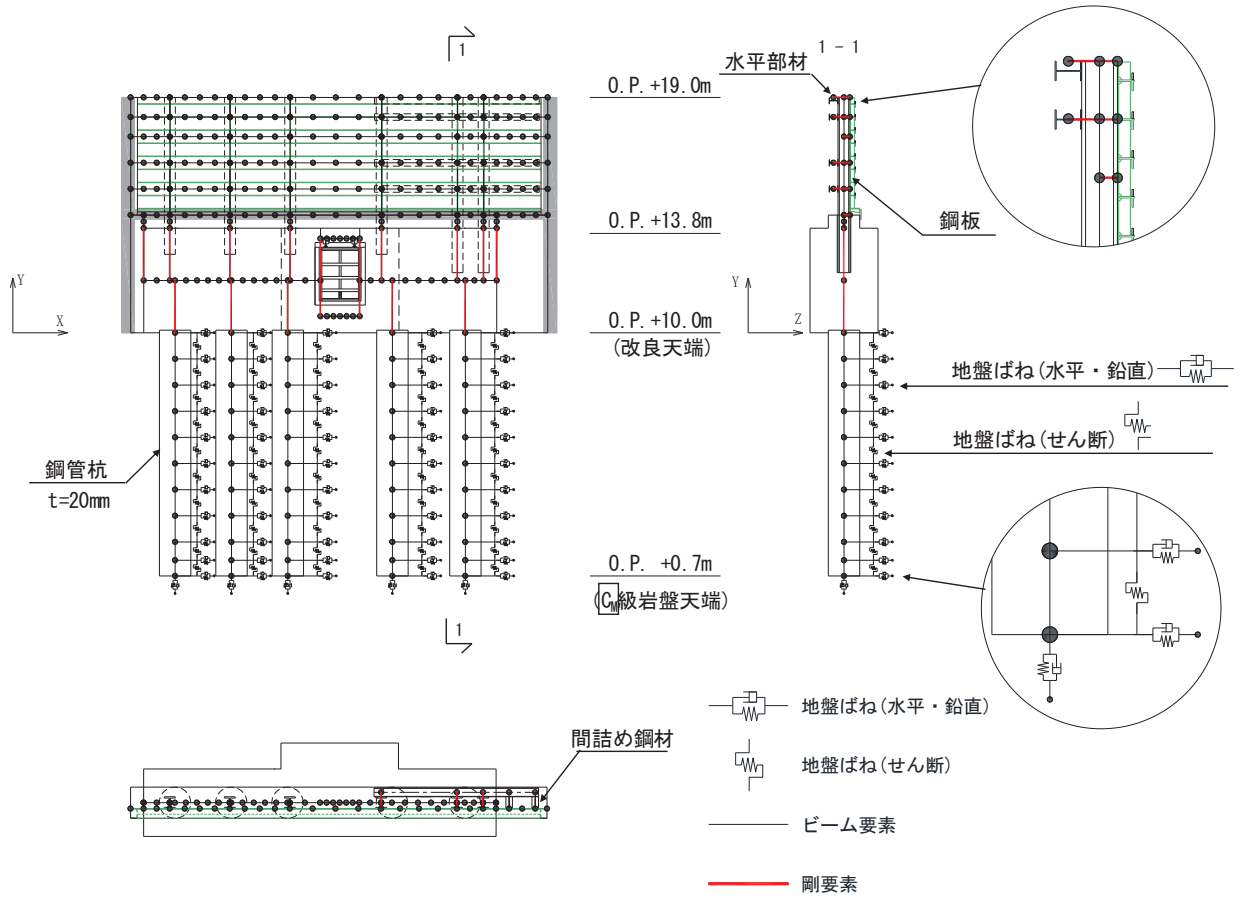 1
1 - 1
水平部材
O.P.+19.0m
鋼板
O.P.+13.8m
Y
X
Y
Z
O.P.+10.0m
(改良天端)
地盤ばね(水平・鉛直)
地盤ばね(せん断)
鋼管杭
t=20mm
O.P. +0.7m
(CM級岩盤天端)
1
間詰め鋼材
地盤ばね(水平・鉛直)
地盤ばね(せん断)
ビーム要素
剛要素